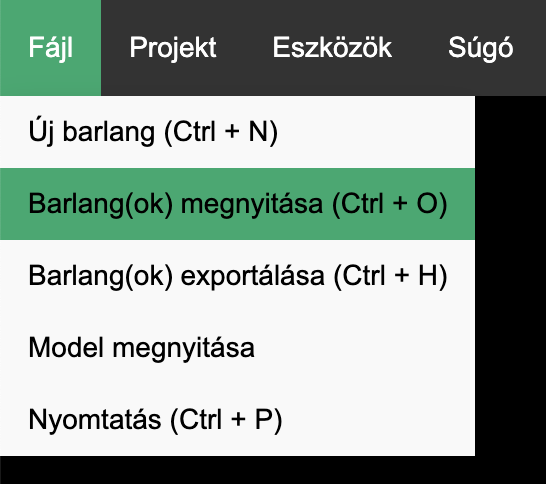 Fájl Projekt Eszközök Súgó
Új barlang (Ctrl + N)
Barlang(ok) megnyitása (Ctrl + O)
Barlang(ok) exportálása (Ctrl + H)
Model megnyitása
Nyomtatás (Ctrl + P)